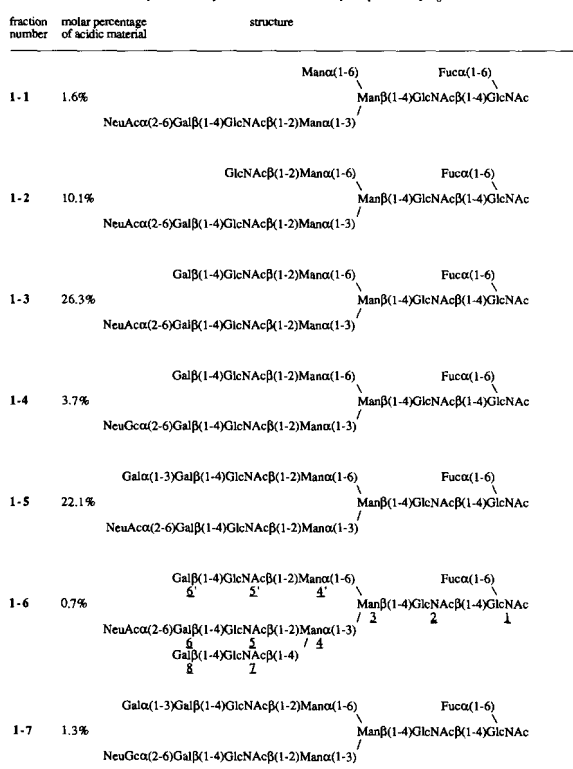 fraction number molar percentage of acidic material structure
Manα(1-6) Fucα(1-6)
\ \
1-1 1.6% Manβ(1-4)GlcNAcβ(1-4)GlcNAc
/
NeuAcα(2-6)Galβ(1-4)GlcNAcβ(1-2)Manα(1-3)
GlcNAcβ(1-2)Manα(1-6) Fucα(1-6)
\ \
1-2 10.1% Manβ(1-4)GlcNAcβ(1-4)GlcNAc
/
NeuAcα(2-6)Galβ(1-4)GlcNAcβ(1-2)Manα(1-3)
Galβ(1-4)GlcNAcβ(1-2)Manα(1-6) Fucα(1-6)
\ \
1-3 26.3% Manβ(1-4)GlcNAcβ(1-4)GlcNAc
/
NeuAcα(2-6)Galβ(1-4)GlcNAcβ(1-2)Manα(1-3)
Galβ(1-4)GlcNAcβ(1-2)Manα(1-6) Fucα(1-6)
\ \
1-4 3.7% Manβ(1-4)GlcNAcβ(1-4)GlcNAc
/
NeuGcα(2-6)Galβ(1-4)GlcNAcβ(1-2)Manα(1-3)
Galα(1-3)Galβ(1-4)GlcNAcβ(1-2)Manα(1-6) Fucα(1-6)
\ \
1-5 22.1% Manβ(1-4)GlcNAcβ(1-4)GlcNAc
/
NeuAcα(2-6)Galβ(1-4)GlcNAcβ(1-2)Manα(1-3)
Galβ(1-4)GlcNAcβ(1-2)Manα(1-6) Fucα(1-6)
6' 5' 4' \ \
1-6 0.7% Manβ(1-4)GlcNAcβ(1-4)GlcNAc
/ 3 2 1
NeuAcα(2-6)Galβ(1-4)GlcNAcβ(1-2)Manα(1-3)
6 5 / 4
Galβ(1-4)GlcNAcβ(1-4)
8 7
Galα(1-3)Galβ(1-4)GlcNAcβ(1-2)Manα(1-6) Fucα(1-6)
\ \
1-7 1.3% Manβ(1-4)GlcNAcβ(1-4)GlcNAc
/
NeuGcα(2-6)Galβ(1-4)GlcNAcβ(1-2)Manα(1-3)